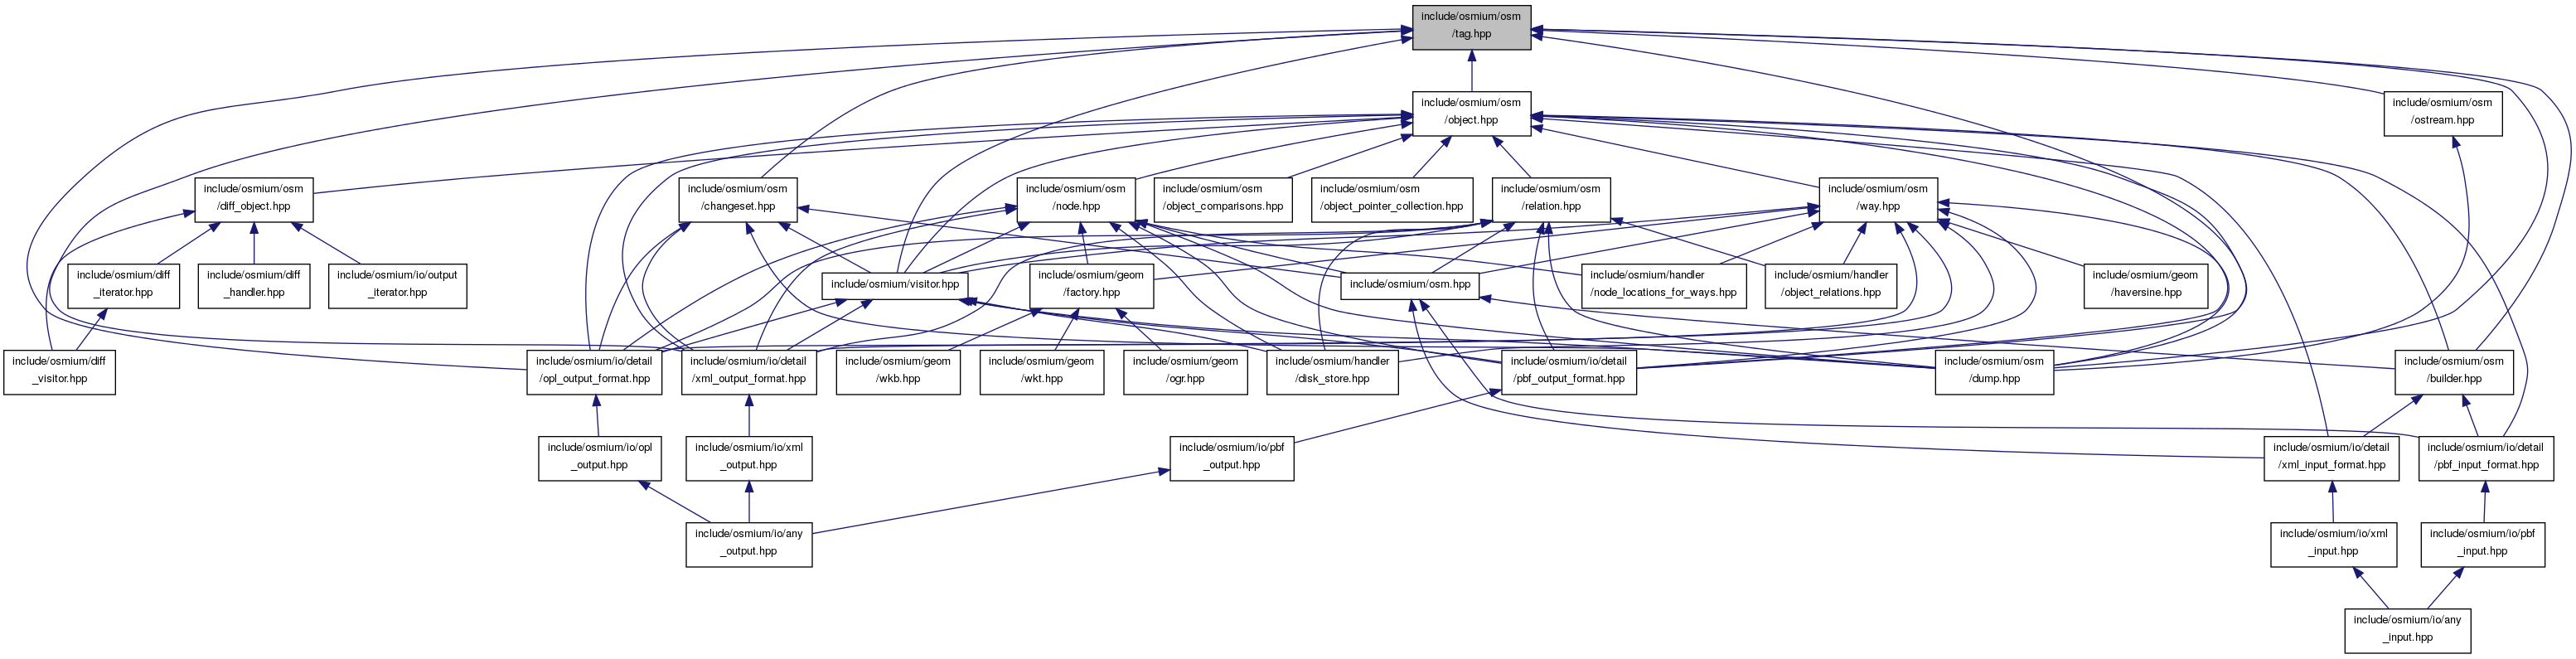 include/osmium/osm
/tag.hpp
include/osmium/osm
/object.hpp
include/osmium/osm
/ostream.hpp
include/osmium/osm
/diff_object.hpp
include/osmium/osm
/changeset.hpp
include/osmium/osm
/node.hpp
include/osmium/osm
/object_comparisons.hpp
include/osmium/osm
/object_pointer_collection.hpp
include/osmium/osm
/relation.hpp
include/osmium/osm
/way.hpp
include/osmium/diff
_iterator.hpp
include/osmium/diff
_handler.hpp
include/osmium/io/output
_iterator.hpp
include/osmium/visitor.hpp
include/osmium/geom
/factory.hpp
include/osmium/osm.hpp
include/osmium/handler
/node_locations_for_ways.hpp
include/osmium/handler
/object_relations.hpp
include/osmium/geom
/haversine.hpp
include/osmium/diff
_visitor.hpp
include/osmium/io/detail
/opl_output_format.hpp
include/osmium/io/detail
/xml_output_format.hpp
include/osmium/geom
/wkb.hpp
include/osmium/geom
/wkt.hpp
include/osmium/geom
/ogr.hpp
include/osmium/handler
/disk_store.hpp
include/osmium/io/detail
/pbf_output_format.hpp
include/osmium/osm
/dump.hpp
include/osmium/osm
/builder.hpp
include/osmium/io/opl
_output.hpp
include/osmium/io/xml
_output.hpp
include/osmium/io/pbf
_output.hpp
include/osmium/io/detail
/xml_input_format.hpp
include/osmium/io/detail
/pbf_input_format.hpp
include/osmium/io/any
_output.hpp
include/osmium/io/xml
_input.hpp
include/osmium/io/pbf
_input.hpp
include/osmium/io/any
_input.hpp